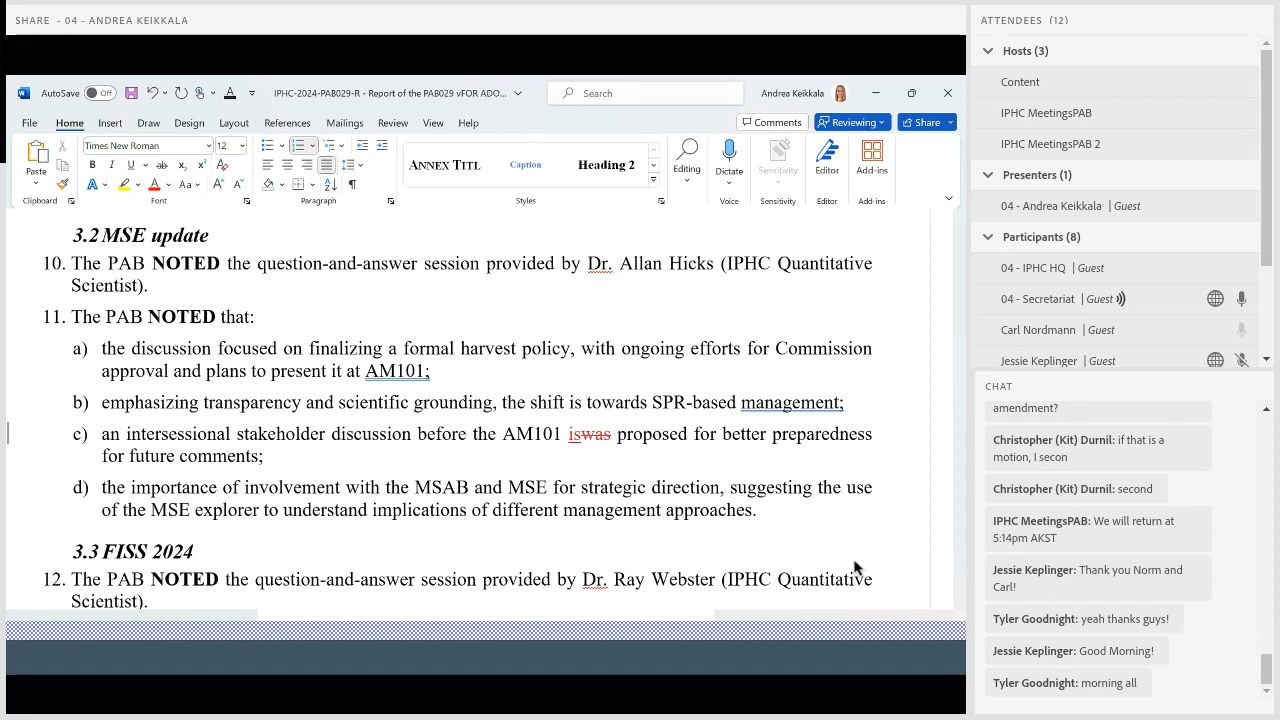 SHARE - 04 - ANDREA KEIKKALA
AutoSave Off
IPHC-2024-PAB029-R - Report of the PAB029 vFOR ADO...
Search
Andrea Keikkala
File Home Insert Draw Design Layout References Mailings Review View Help
Comments Reviewing Share
Times New Roman 12
Paste
ANNEX TITL Caption Heading 2
Editing Dictate Sensitivity Editor Add-ins
Clipboard Font Paragraph Styles Voice Sensitivity Editor Add-ins
3.2 MSE update
10. The PAB NOTED the question-and-answer session provided by Dr. Allan Hicks (IPHC Quantitative
Scientist).
11. The PAB NOTED that:
a) the discussion focused on finalizing a formal harvest policy, with ongoing efforts for Commission
approval and plans to present it at AM101;
b) emphasizing transparency and scientific grounding, the shift is towards SPR-based management;
c) an intersessional stakeholder discussion before the AM101 iswas proposed for better preparedness
for future comments;
d) the importance of involvement with the MSAB and MSE for strategic direction, suggesting the use
of the MSE explorer to understand implications of different management approaches.
3.3 FISS 2024
12. The PAB NOTED the question-and-answer session provided by Dr. Ray Webster (IPHC Quantitative
Scientist).
ATTENDEES (12)
Hosts (3)
Content
IPHC MeetingsPAB
IPHC MeetingsPAB 2
Presenters (1)
04 - Andrea Keikkala | Guest
Participants (8)
04 - IPHC HQ | Guest
04 - Secretariat | Guest
Carl Nordmann | Guest
Jessie Keplinger | Guest
CHAT
amendment?
Christopher (Kit) Durnil: if that is a
motion, I secon
Christopher (Kit) Durnil: second
IPHC MeetingsPAB: We will return at
5:14pm AKST
Jessie Keplinger: Thank you Norm and
Carl!
Tyler Goodnight: yeah thanks guys!
Jessie Keplinger: Good Morning!
Tyler Goodnight: morning all